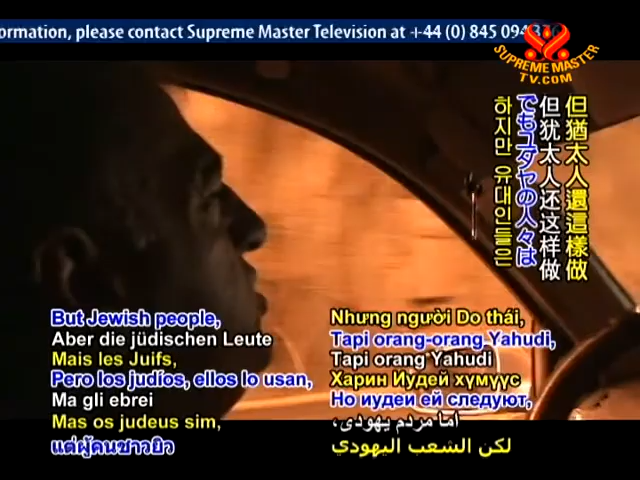 ormation, please contact Supreme Master Television at +44 (0) 845 094
SUPREME MASTER
TV.COM
但猶太人還這樣做
但犹太人还这样做
でもユダヤの人々は
하지만 유대인들은
But Jewish people,
Aber die jüdischen Leute
Mais les Juifs,
Pero los judíos, ellos lo usan,
Ma gli ebrei
Mas os judeus sim,
แต่ผู้คนชาวยิว
Nhưng người Do thái,
Tapi orang-orang Yahudi,
Tapi orang Yahudi
Харин Иудей хүмүүс
Но иудеи ей следуют,
اما مردم یهودی،
لكن الشعب اليهودي